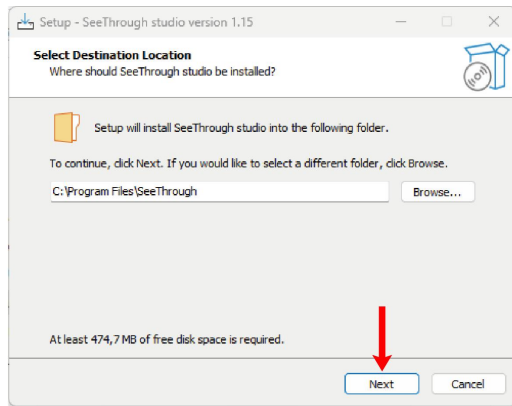 Setup - SeeThrough studio version 1.15
Select Destination Location
Where should SeeThrough studio be installed?
Setup will install SeeThrough studio into the following folder.
To continue, click Next. If you would like to select a different folder, click Browse.
C:\Program Files\SeeThrough
Browse...
At least 474,7 MB of free disk space is required.
Next
Cancel